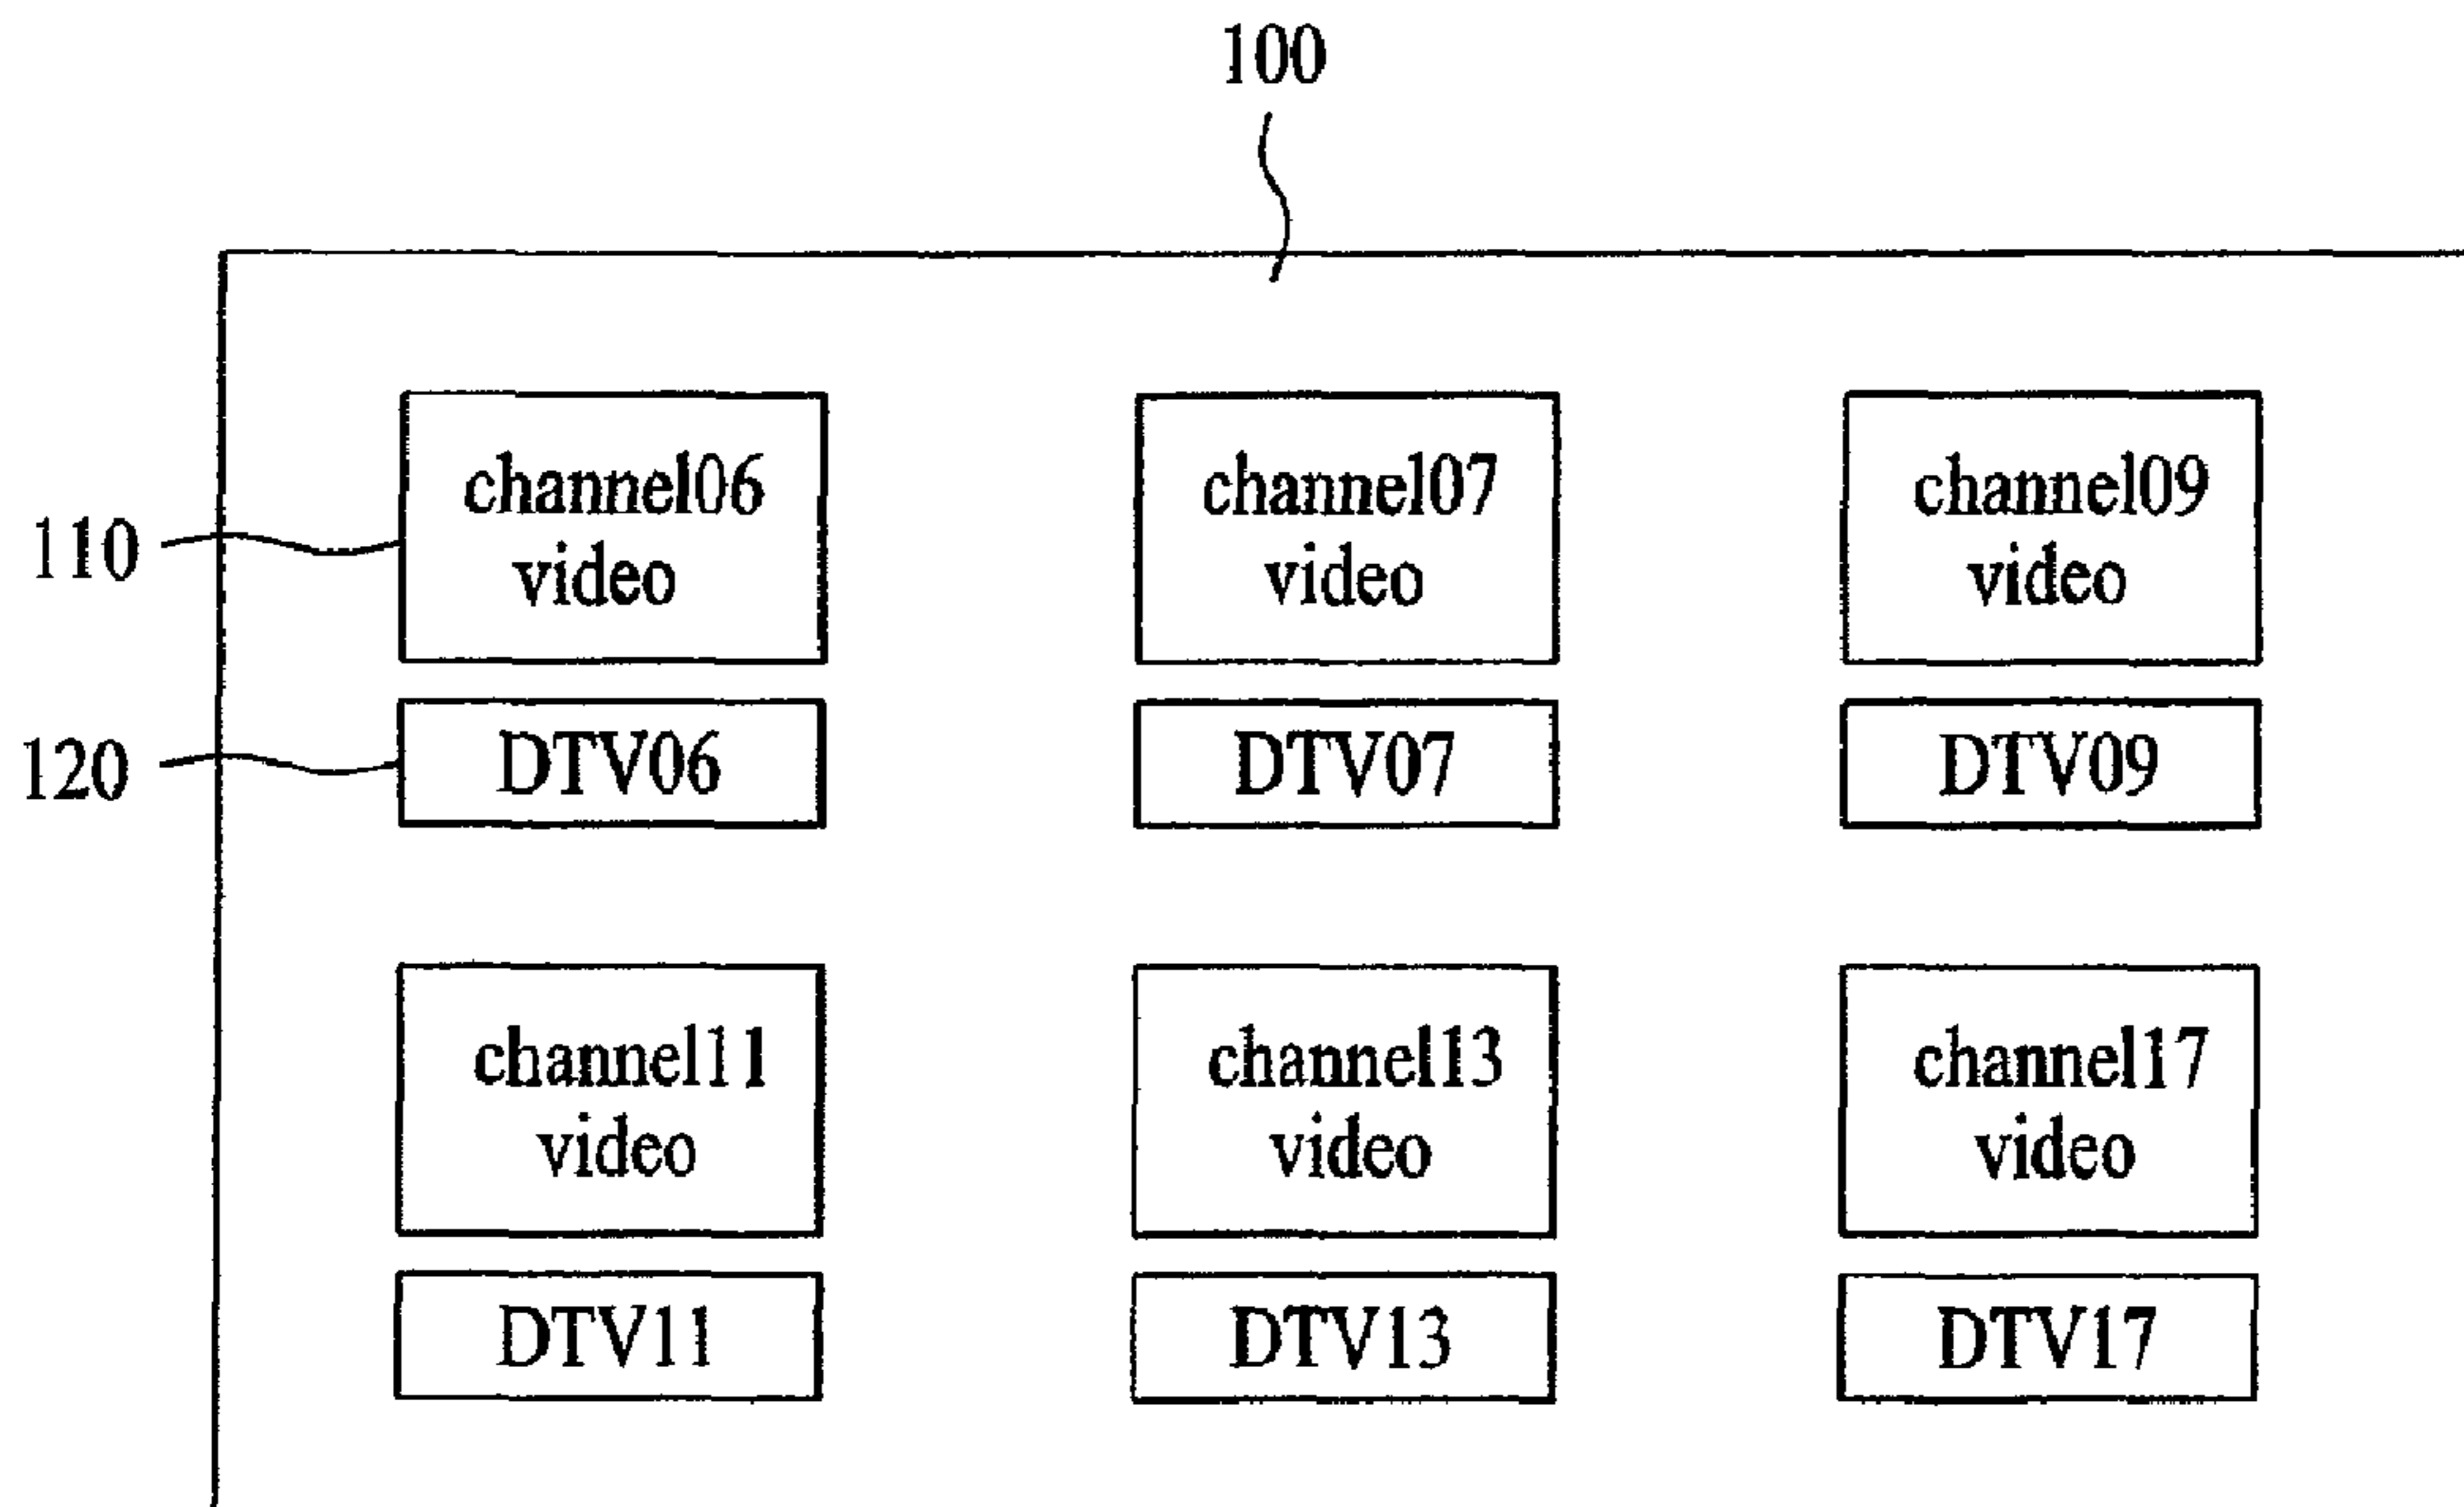 100
channel06
video
channel07
video
channel09
video
110
DTV06
DTV07
DTV09
120
channel11
video
channel13
video
channel17
video
DTV11
DTV13
DTV17